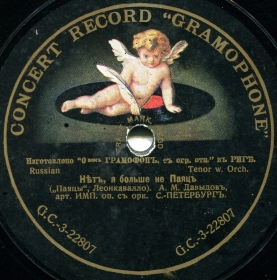 CONCERT RECORD "GRAMOPHONE"
MARK
Изготовлено "О-вомъ ГРАМОФОНЪ, съ огр. отв." въ РИГѢ.
Russian
Tenor w. Orch.
Нѣтъ, я больше не Паяцъ
(„Паяцы", Леонкавалло). А. М. Давыдовъ,
арт. ИМП. оп. съ орк. С.-ПЕТЕРБУРГЪ.
G.C.-3-22807
G.C.-3-22807